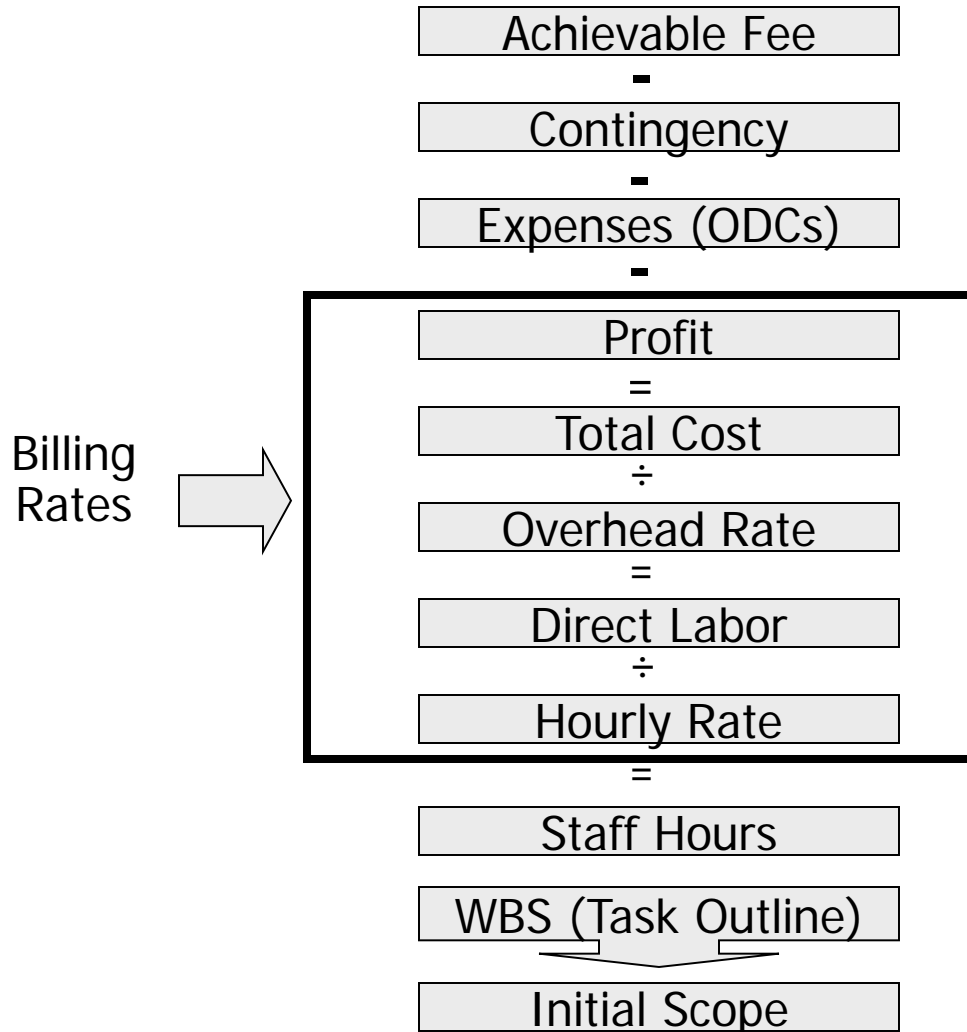 Achievable Fee
-
Contingency
-
Expenses (ODCs)
-
Profit
=
Total Cost
÷
Billing
Rates
Overhead Rate
=
Direct Labor
÷
Hourly Rate
=
Staff Hours
WBS (Task Outline)
Initial Scope